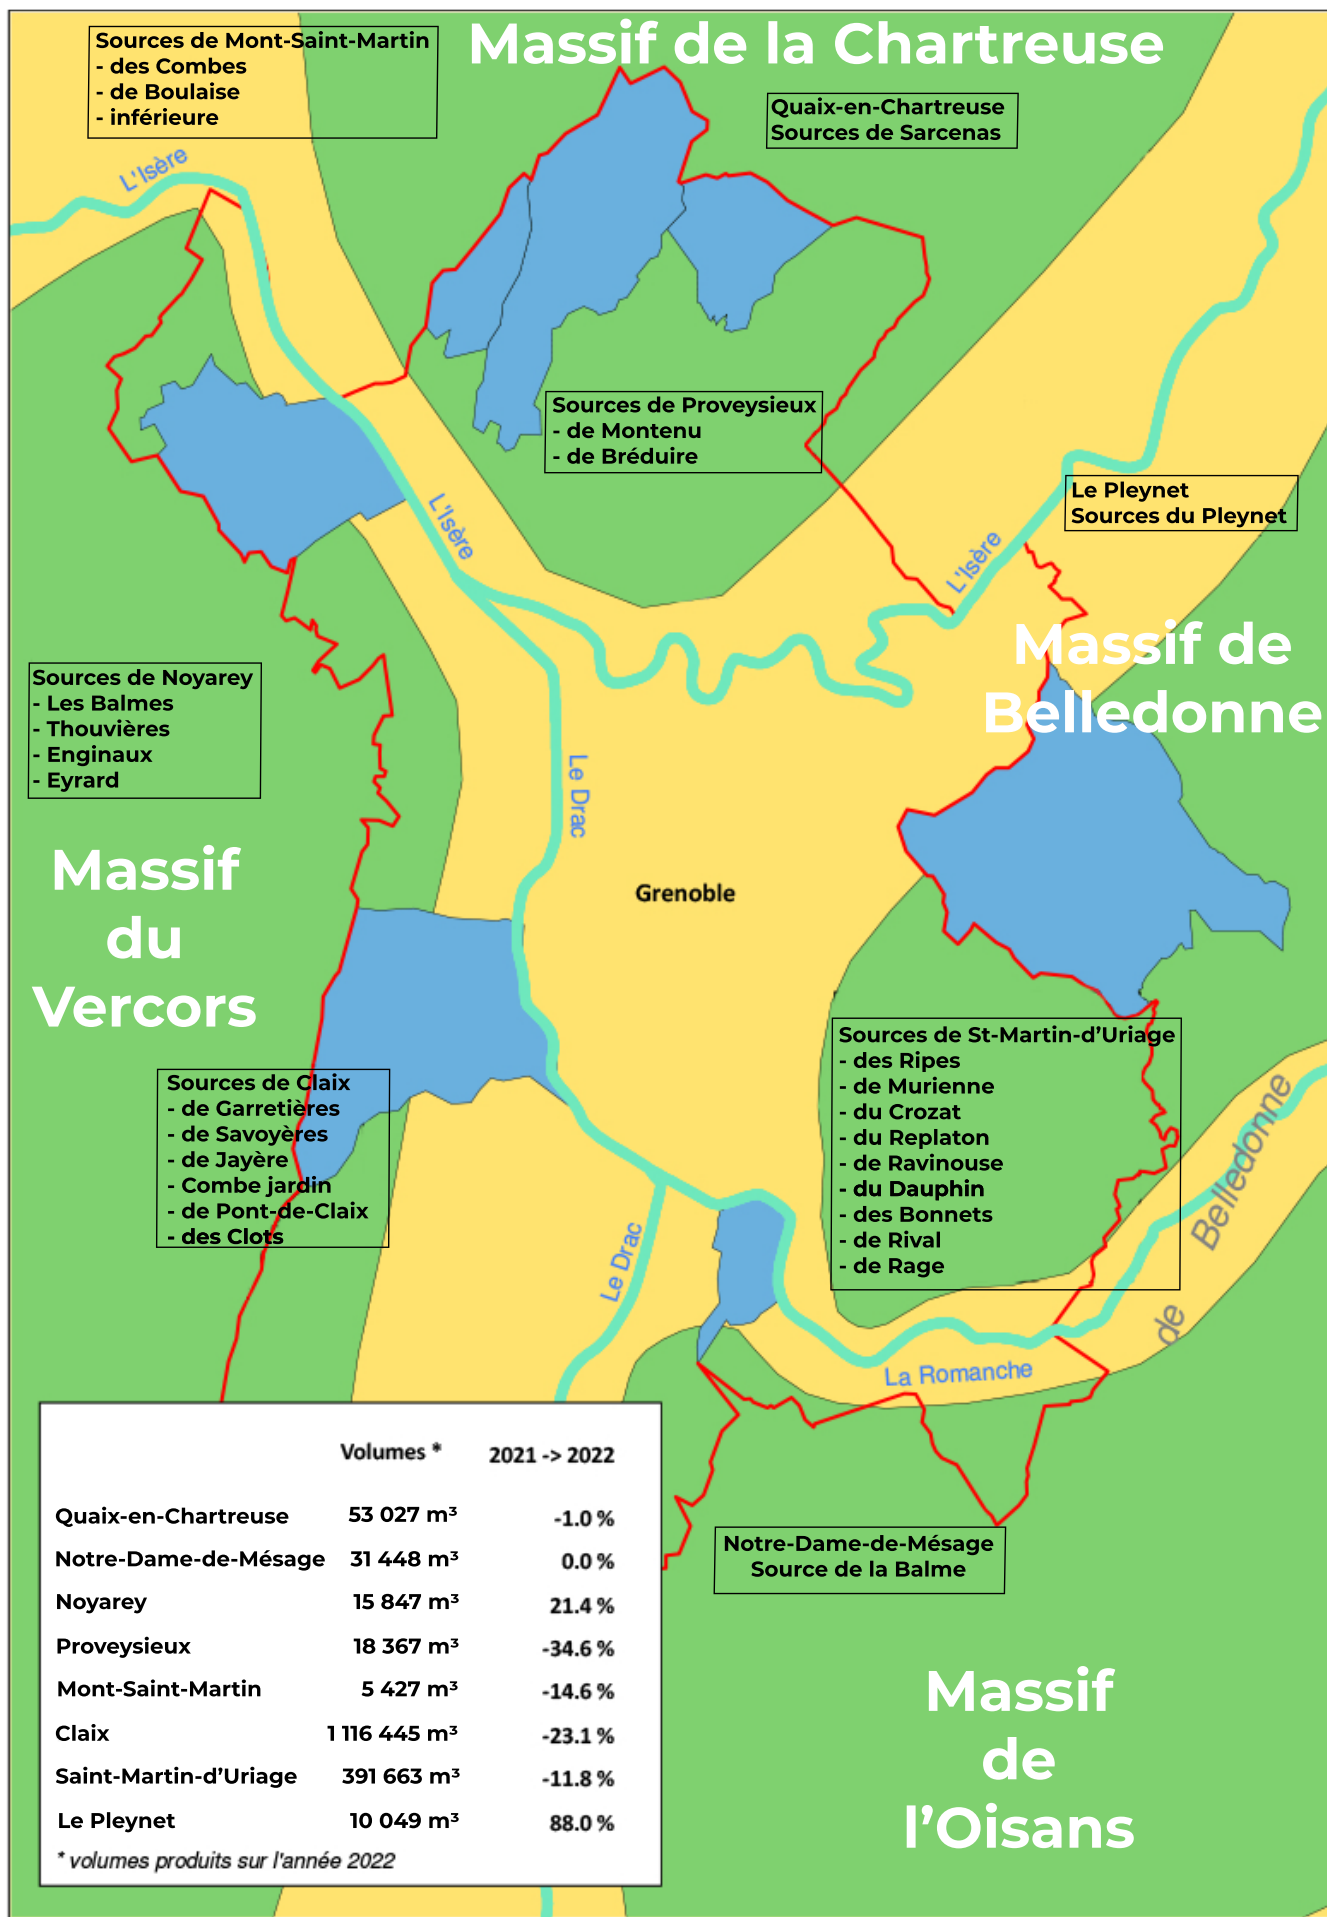 Massif de la Chartreuse
Sources de Mont-Saint-Martin
- des Combes
- de Boulaise
- inférieure
Quaix-en-Chartreuse
Sources de Sarcenas
L'Isère
Sources de Proveysieux
- de Montenu
- de Bréduire
Le Pleynet
Sources du Pleynet
L'Isère
L'Isère
Massif de
Belledonne
Sources de Noyarey
- Les Balmes
- Thouvières
- Enginaux
- Eyrard
Le Drac
Grenoble
Massif
du
Vercors
Sources de Claix
- de Garretières
- de Savoyères
- de Jayère
- Combe jardin
- de Pont-de-Claix
- des Clots
Sources de St-Martin-d’Uriage
- des Ripes
- de Murienne
- du Crozat
- du Replaton
- de Ravinouse
- du Dauphin
- des Bonnets
- de Rival
- de Rage
Belledonne
de
Le Drac
La Romanche
Notre-Dame-de-Mésage
Source de la Balme
Massif
de
l’Oisans
Volumes * 2021 -> 2022
Quaix-en-Chartreuse 53 027 m³ -1.0 %
Notre-Dame-de-Mésage 31 448 m³ 0.0 %
Noyarey 15 847 m³ 21.4 %
Proveysieux 18 367 m³ -34.6 %
Mont-Saint-Martin 5 427 m³ -14.6 %
Claix 1 116 445 m³ -23.1 %
Saint-Martin-d’Uriage 391 663 m³ -11.8 %
Le Pleynet 10 049 m³ 88.0 %
* volumes produits sur l'année 2022